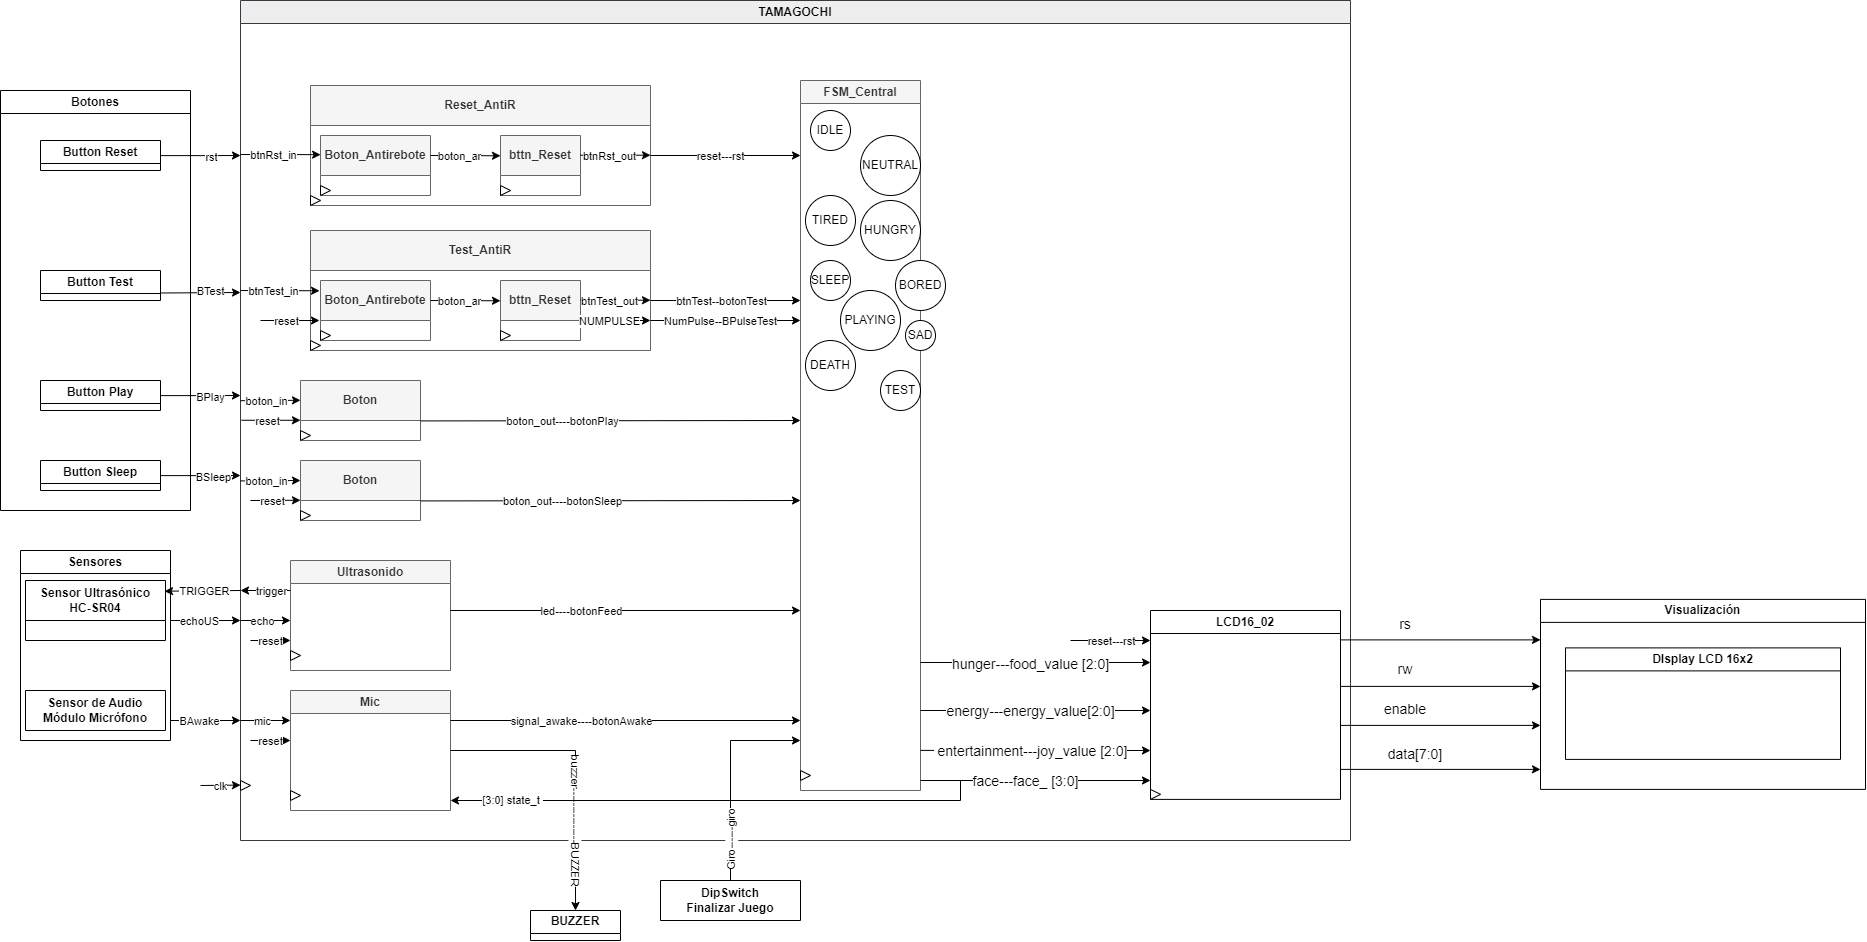 TAMAGOCHI
Botones
Button Reset
rst
btnRst_in
Reset_AntiR
Boton_Antirebote
boton_ar
bttn_Reset
btnRst_out
reset---rst
Button Test
BTest
btnTest_in
reset
Test_AntiR
Boton_Antirebote
boton_ar
bttn_Reset
btnTest_out
NUMPULSE
btnTest--botonTest
NumPulse--BPulseTest
Button Play
BPlay
boton_in
reset
Boton
boton_out----botonPlay
Button Sleep
BSleep
boton_in
reset
Boton
boton_out----botonSleep
FSM_Central
IDLE
NEUTRAL
TIRED
HUNGRY
SLEEP
BORED
PLAYING
SAD
DEATH
TEST
Sensores
Sensor Ultrasónico
HC-SR04
TRIGGER
trigger
echoUS
echo
reset
Ultrasonido
led----botonFeed
Sensor de Audio
Módulo Micrófono
BAwake
mic
reset
Mic
signal_awake----botonAwake
buzzer----------------BUZZER
[3:0] state_t
clk
Giro--------giro
BUZZER
DipSwitch
Finalizar Juego
reset---rst
hunger---food_value [2:0]
energy---energy_value[2:0]
entertainment---joy_value [2:0]
face---face_ [3:0]
LCD16_02
rs
rw
enable
data[7:0]
Visualización
DIsplay LCD 16x2